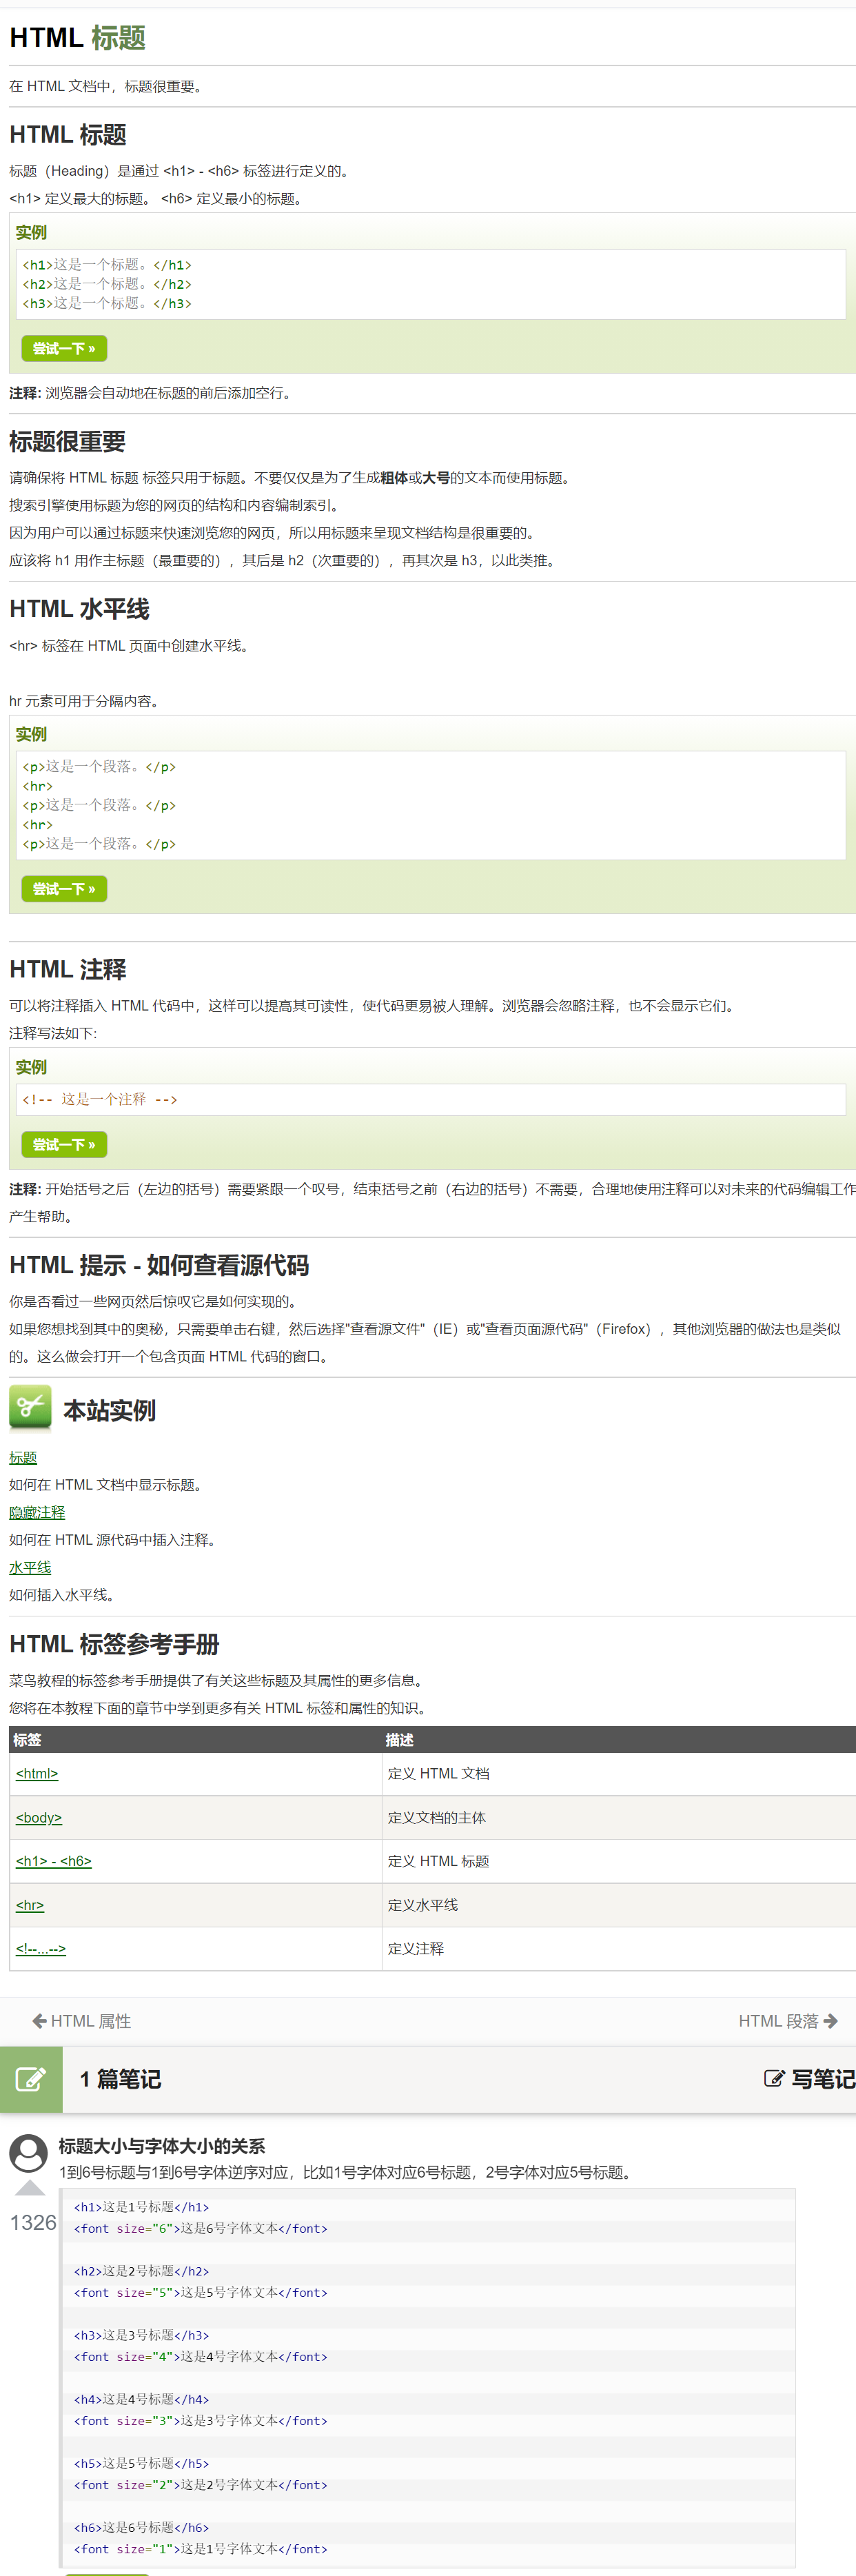 HTML 标题
在 HTML 文档中，标题很重要。
HTML 标题
标题（Heading）是通过 <h1> - <h6> 标签进行定义的。
<h1> 定义最大的标题。 <h6> 定义最小的标题。
实例
<h1>这是一个标题。</h1>
<h2>这是一个标题。</h2>
<h3>这是一个标题。</h3>
尝试一下 »
注释: 浏览器会自动地在标题的前后添加空行。
标题很重要
请确保将 HTML 标题 标签只用于标题。不要仅仅是为了生成粗体或大号的文本而使用标题。
搜索引擎使用标题为您的网页的结构和内容编制索引。
因为用户可以通过标题来快速浏览您的网页，所以用标题来呈现文档结构是很重要的。
应该将 h1 用作主标题（最重要的），其后是 h2（次重要的），再其次是 h3，以此类推。
HTML 水平线
<hr> 标签在 HTML 页面中创建水平线。
hr 元素可用于分隔内容。
实例
<p>这是一个段落。</p>
<hr>
<p>这是一个段落。</p>
<hr>
<p>这是一个段落。</p>
尝试一下 »
HTML 注释
可以将注释插入 HTML 代码中，这样可以提高其可读性，使代码更易被人理解。浏览器会忽略注释，也不会显示它们。
注释写法如下:
实例
<!-- 这是一个注释 -->
尝试一下 »
注释: 开始括号之后（左边的括号）需要紧跟一个叹号，结束括号之前（右边的括号）不需要，合理地使用注释可以对未来的代码编辑工作
产生帮助。
HTML 提示 - 如何查看源代码
你是否看过一些网页然后惊叹它是如何实现的。
如果您想找到其中的奥秘，只需要单击右键，然后选择"查看源文件"（IE）或"查看页面源代码"（Firefox），其他浏览器的做法也是类似
的。这么做会打开一个包含页面 HTML 代码的窗口。
本站实例
标题
如何在 HTML 文档中显示标题。
隐藏注释
如何在 HTML 源代码中插入注释。
水平线
如何插入水平线。
HTML 标签参考手册
菜鸟教程的标签参考手册提供了有关这些标题及其属性的更多信息。
您将在本教程下面的章节中学到更多有关 HTML 标签和属性的知识。
标签 描述
<html> 定义 HTML 文档
<body> 定义文档的主体
<h1> - <h6> 定义 HTML 标题
<hr> 定义水平线
<!--...--> 定义注释
HTML 属性 HTML 段落
1 篇笔记 写笔记
标题大小与字体大小的关系
1到6号标题与1到6号字体逆序对应，比如1号字体对应6号标题，2号字体对应5号标题。
1326
<h1>这是1号标题</h1>
<font size="6">这是6号字体文本</font>
<h2>这是2号标题</h2>
<font size="5">这是5号字体文本</font>
<h3>这是3号标题</h3>
<font size="4">这是4号字体文本</font>
<h4>这是4号标题</h4>
<font size="3">这是3号字体文本</font>
<h5>这是5号标题</h5>
<font size="2">这是2号字体文本</font>
<h6>这是6号标题</h6>
<font size="1">这是1号字体文本</font>